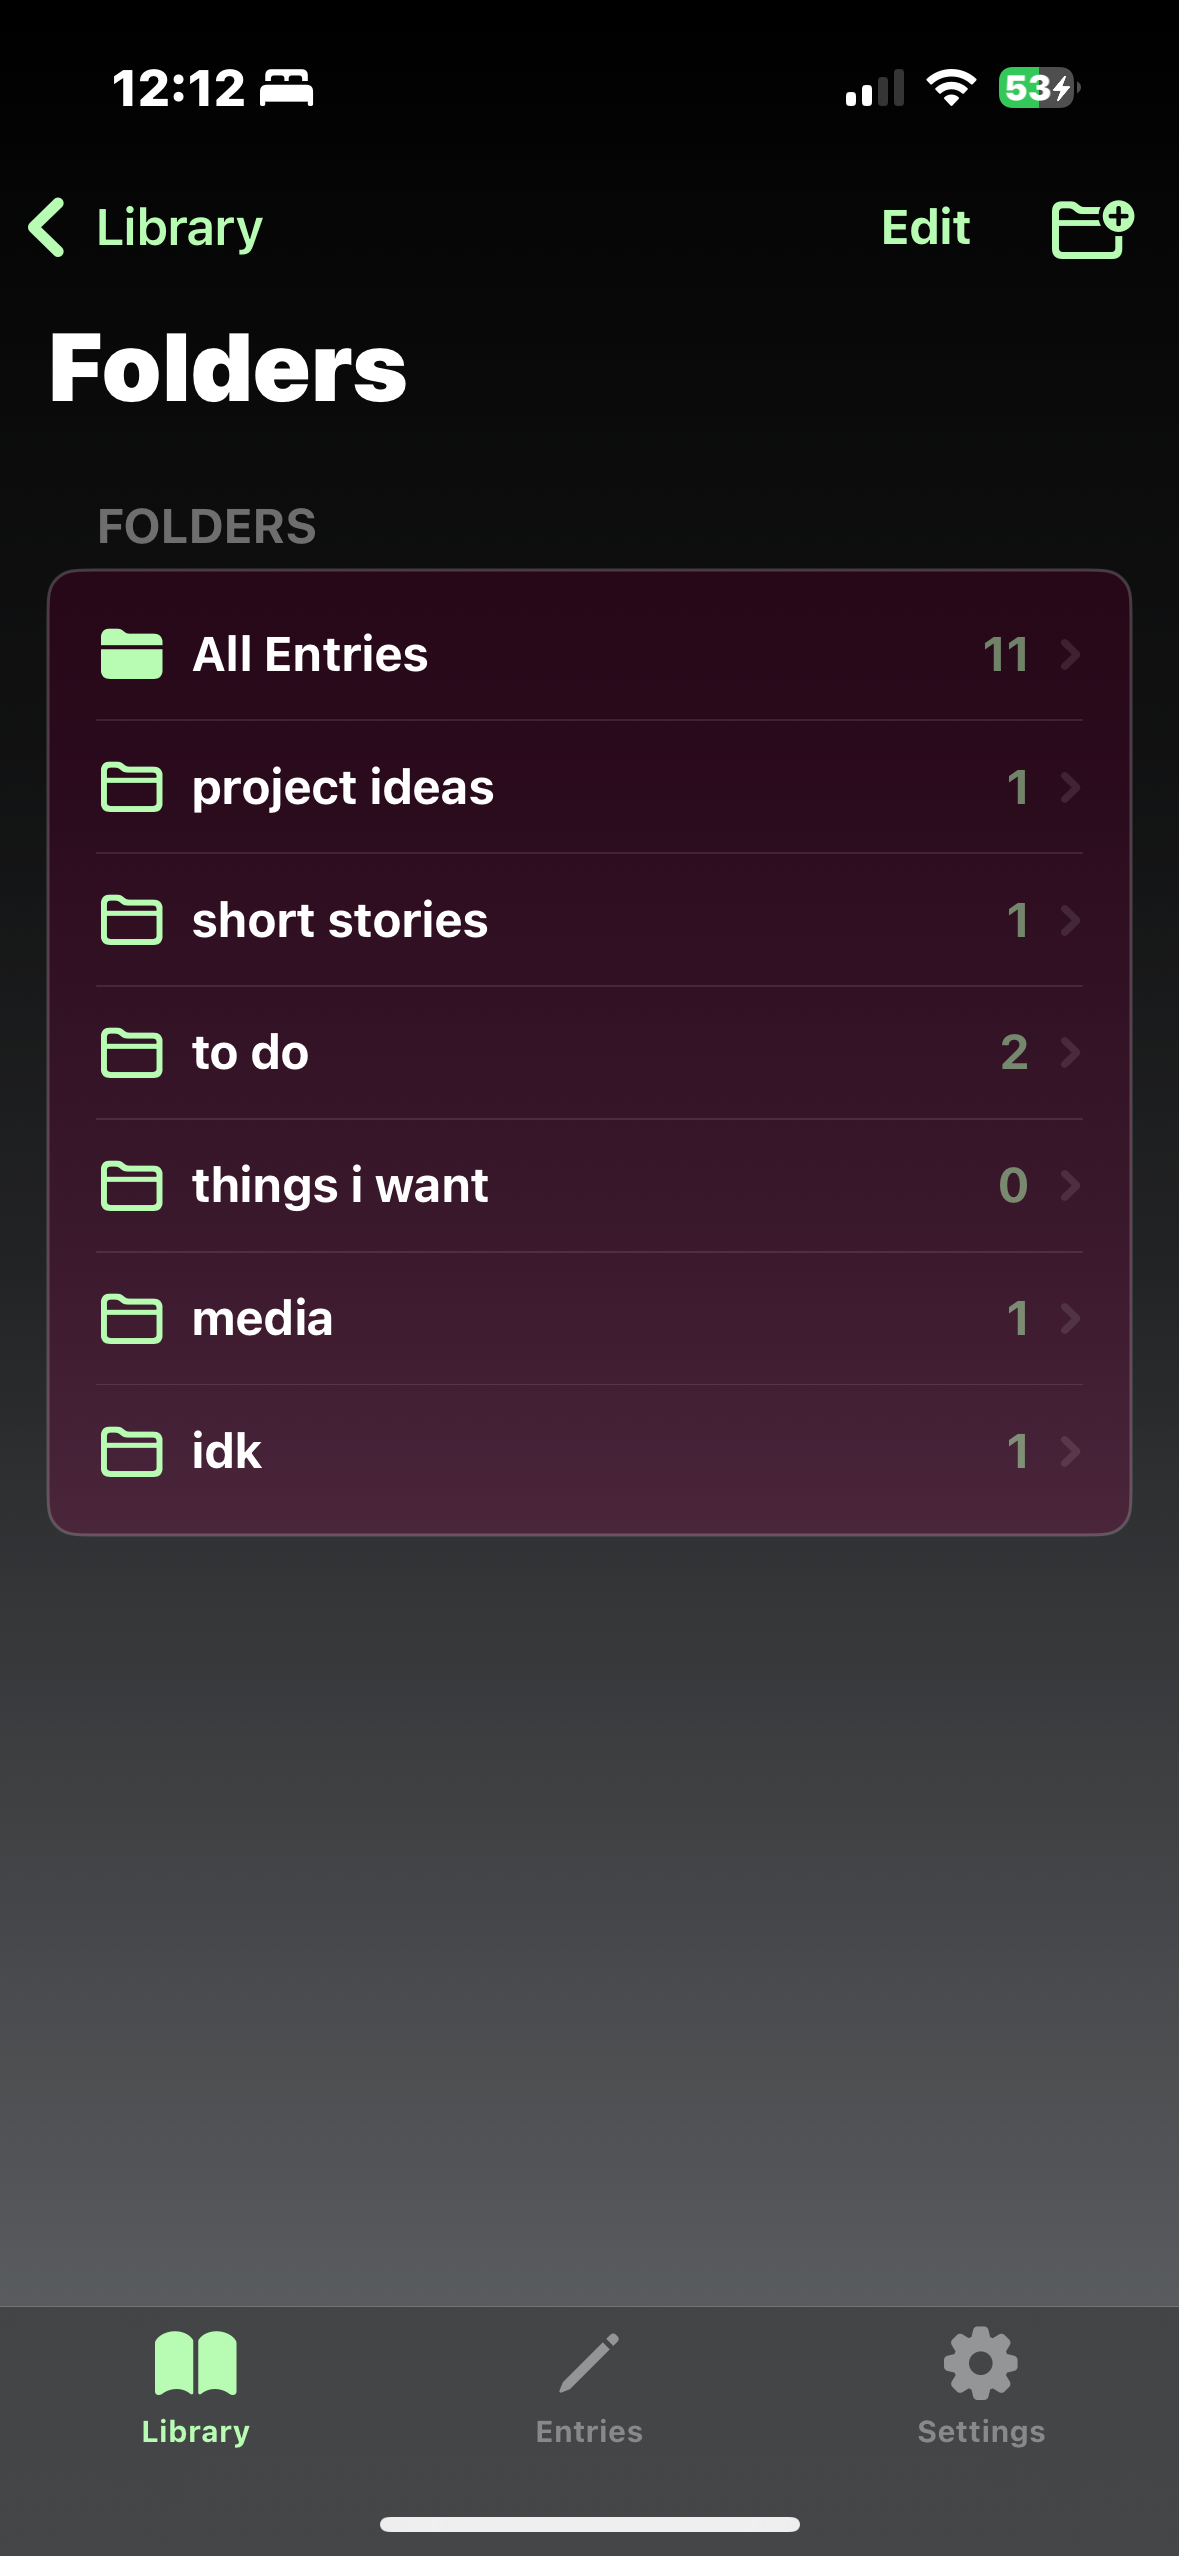 12:12
53
Library
Edit
Folders
FOLDERS
All Entries 11
project ideas 1
short stories 1
to do 2
things i want 0
media 1
idk 1
Library
Entries
Settings